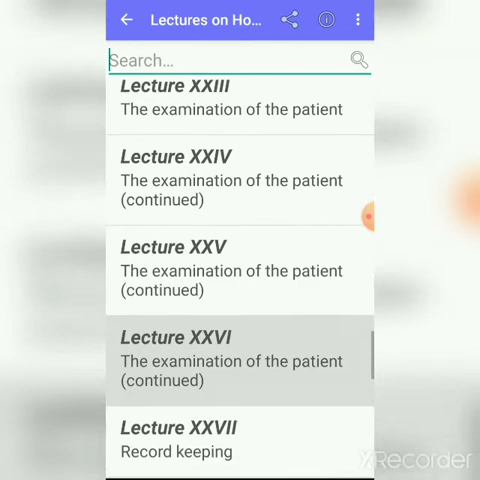 Lectures on Ho...
Search...
Lecture XXIII
The examination of the patient
Lecture XXIV
The examination of the patient
(continued)
Lecture XXV
The examination of the patient
(continued)
Lecture XXVI
The examination of the patient
(continued)
Lecture XXVII
Record keeping
XRecorder